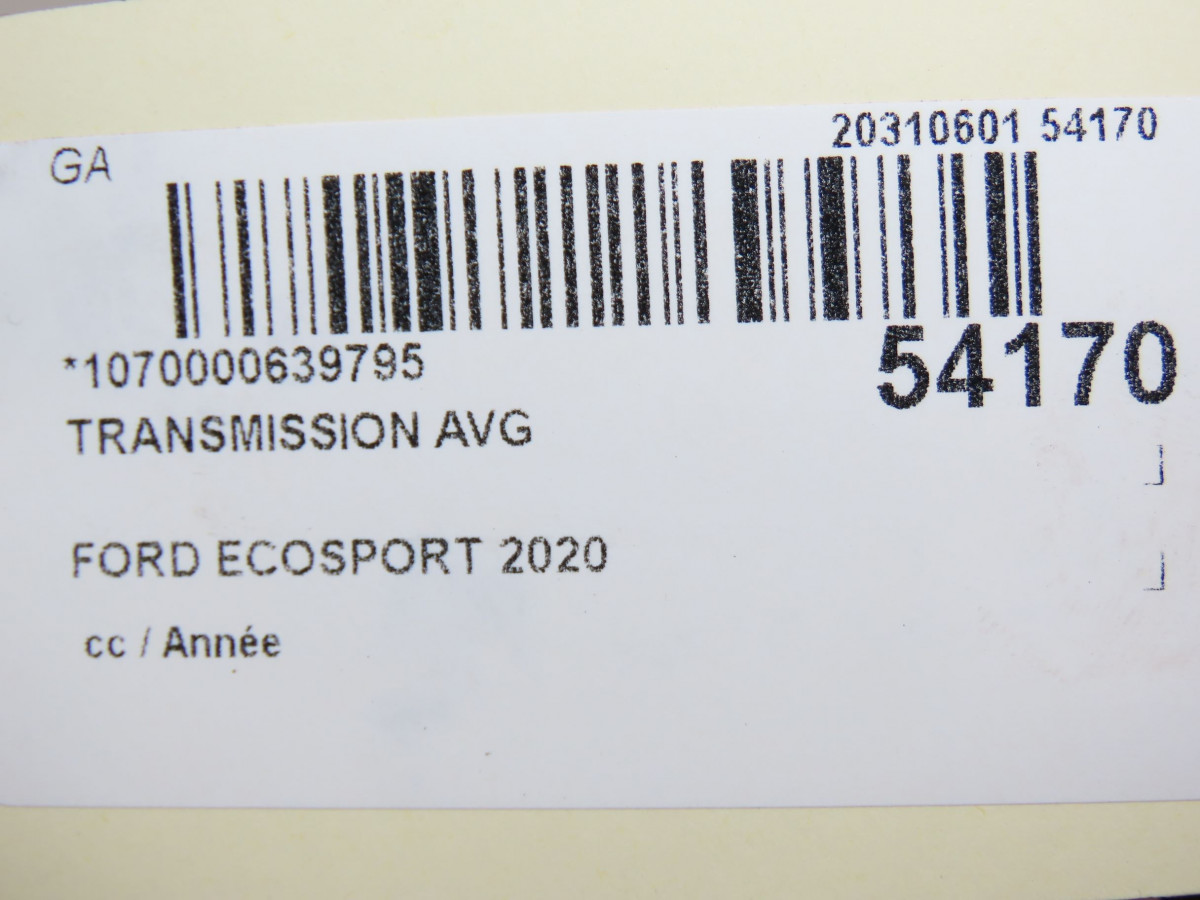 GA
20310601 54170
*1070000639795
54170
TRANSMISSION AVG
FORD ECOSPORT 2020
cc / Année